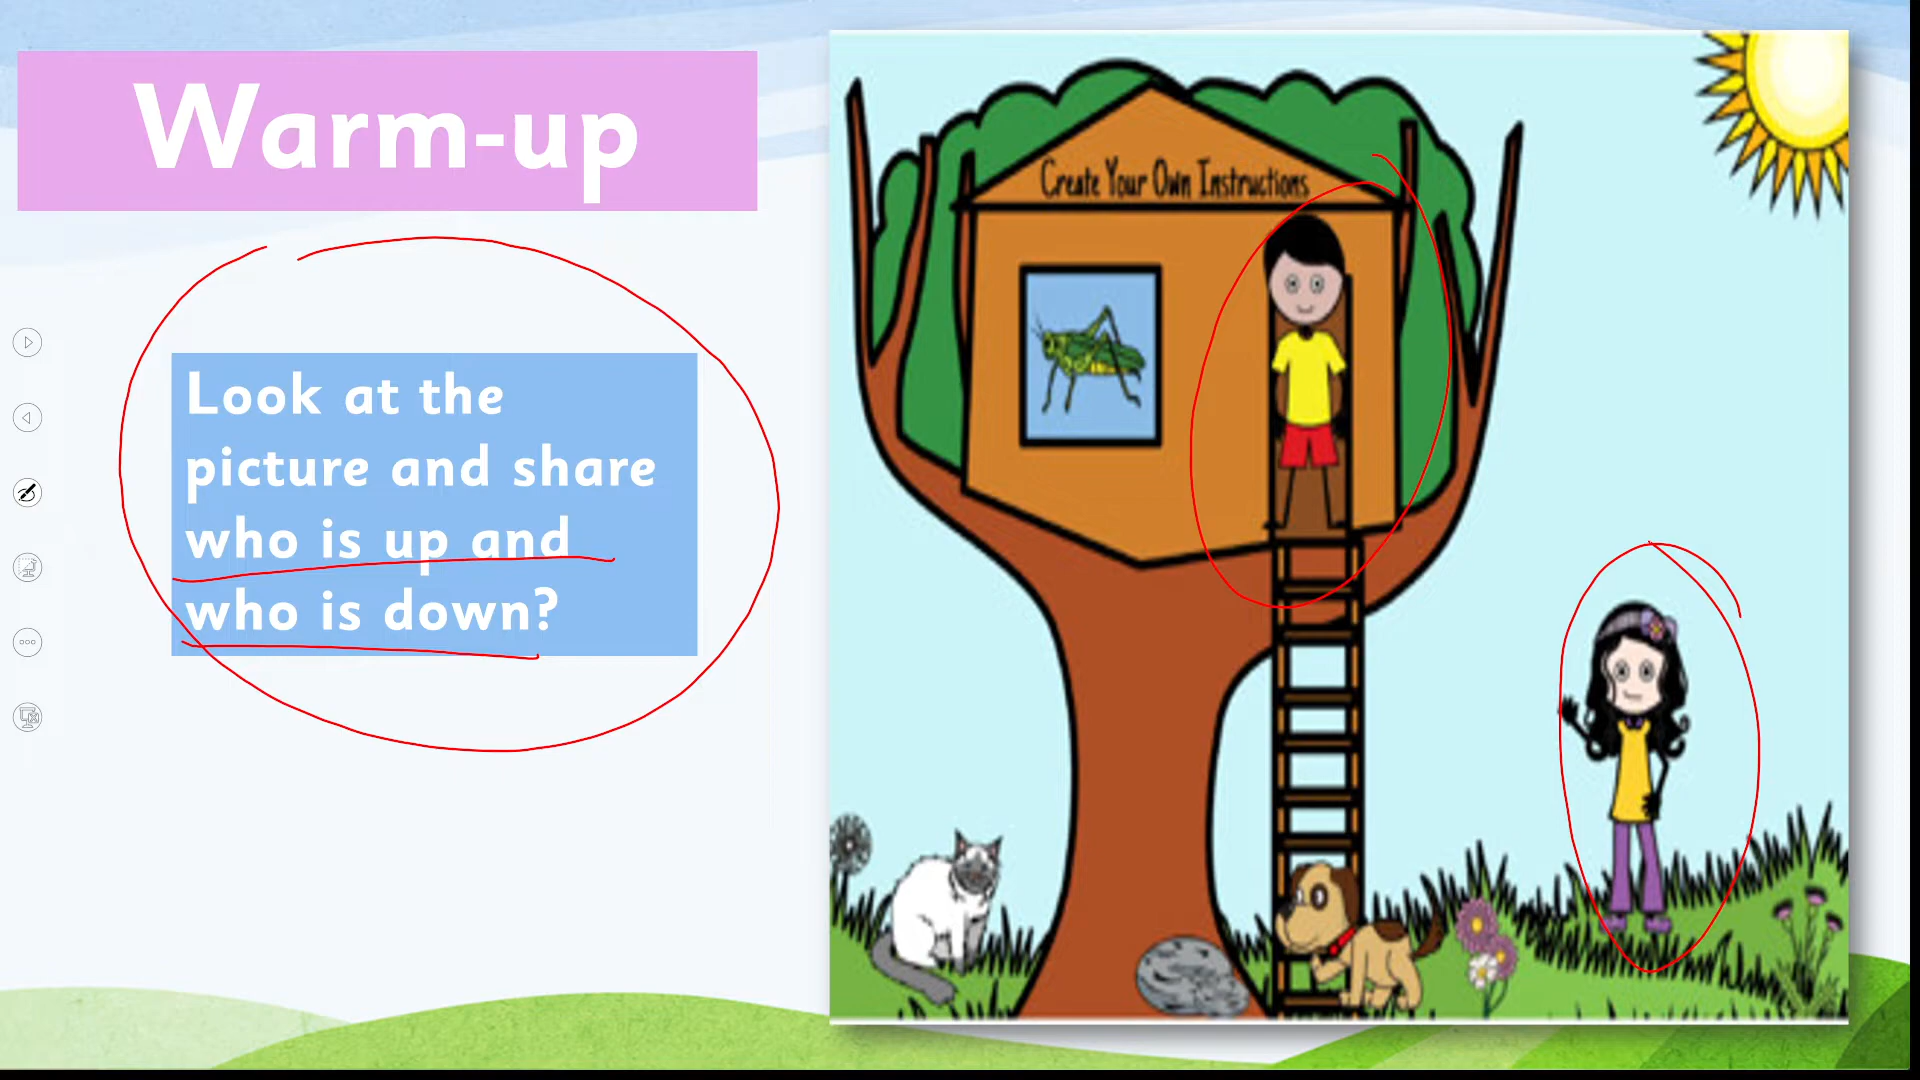 Warm-up
Look at the
picture and share
who is up and
who is down?
Create Your Own Instructions